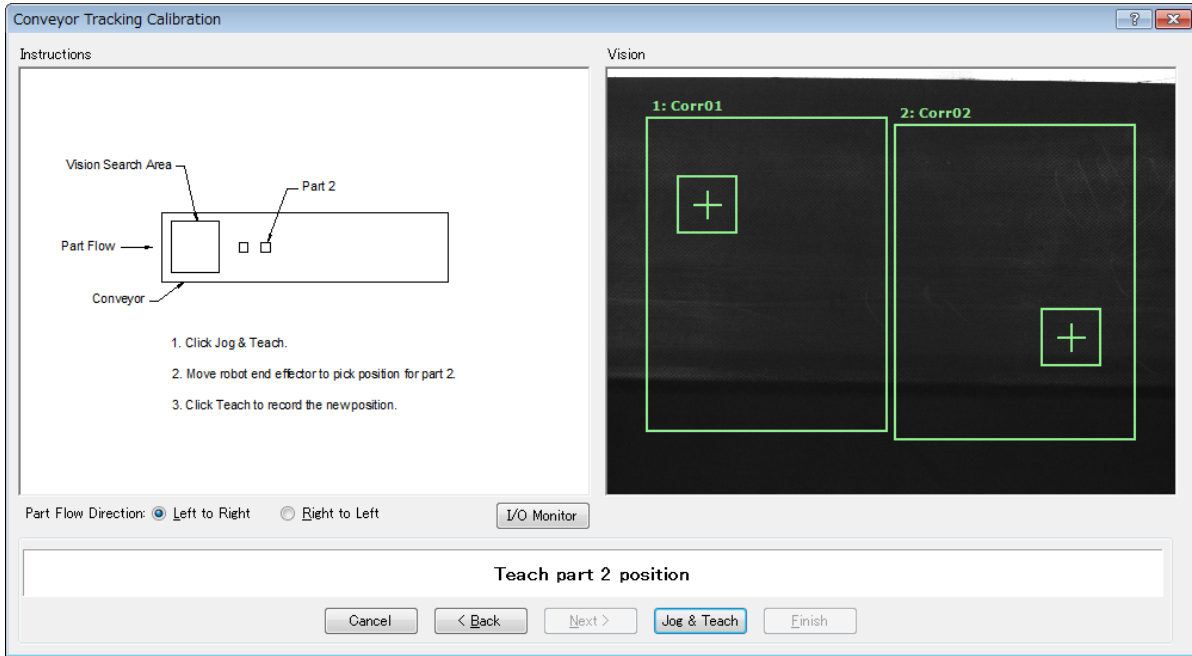 Conveyor Tracking Calibration
Instructions
Vision Search Area
Part 2
Part Flow
Conveyor
1. Click Jog & Teach.
2. Move robot end effector to pick position for part 2.
3. Click Teach to record the new position.
Vision
1: Corr01
2: Corr02
Part Flow Direction: Left to Right Right to Left
I/O Monitor
Teach part 2 position
Cancel < Back Next > Jog & Teach Finish